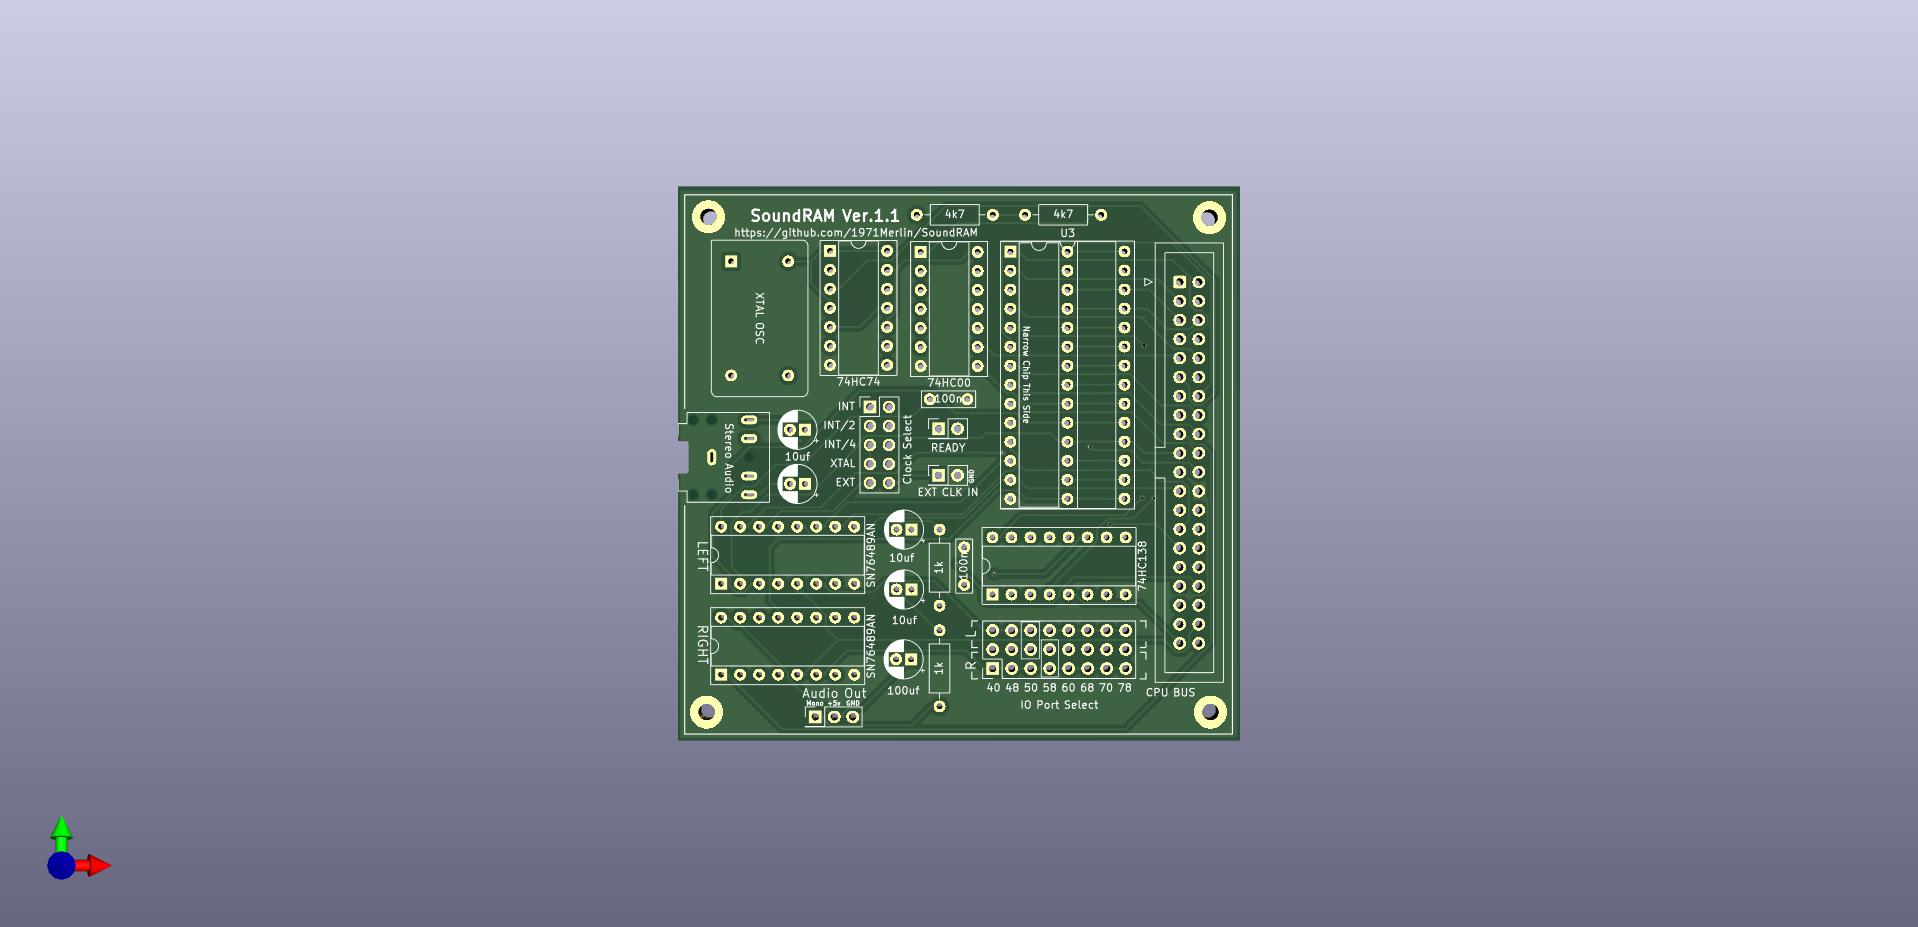 SoundRAM Ver.1.1
https://github.com/1971Merlin/SoundRAM
4k7
4k7
U3
XTAL OSC
74HC74
74HC00
Narrow Chip This Side
100n
INT
INT/2
INT/4
XTAL
EXT
Clock Select
READY
GND
EXT CLK IN
Stereo Audio
10uf
+
+
LEFT
SN76489AN
10uf
+
1k
100n
74HC138
10uf
+
RIGHT
SN76489AN
100uf
+
1k
L
R
L
40 48 50 58 60 68 70 78
IO Port Select
CPU BUS
Audio Out
Mono +5v GND